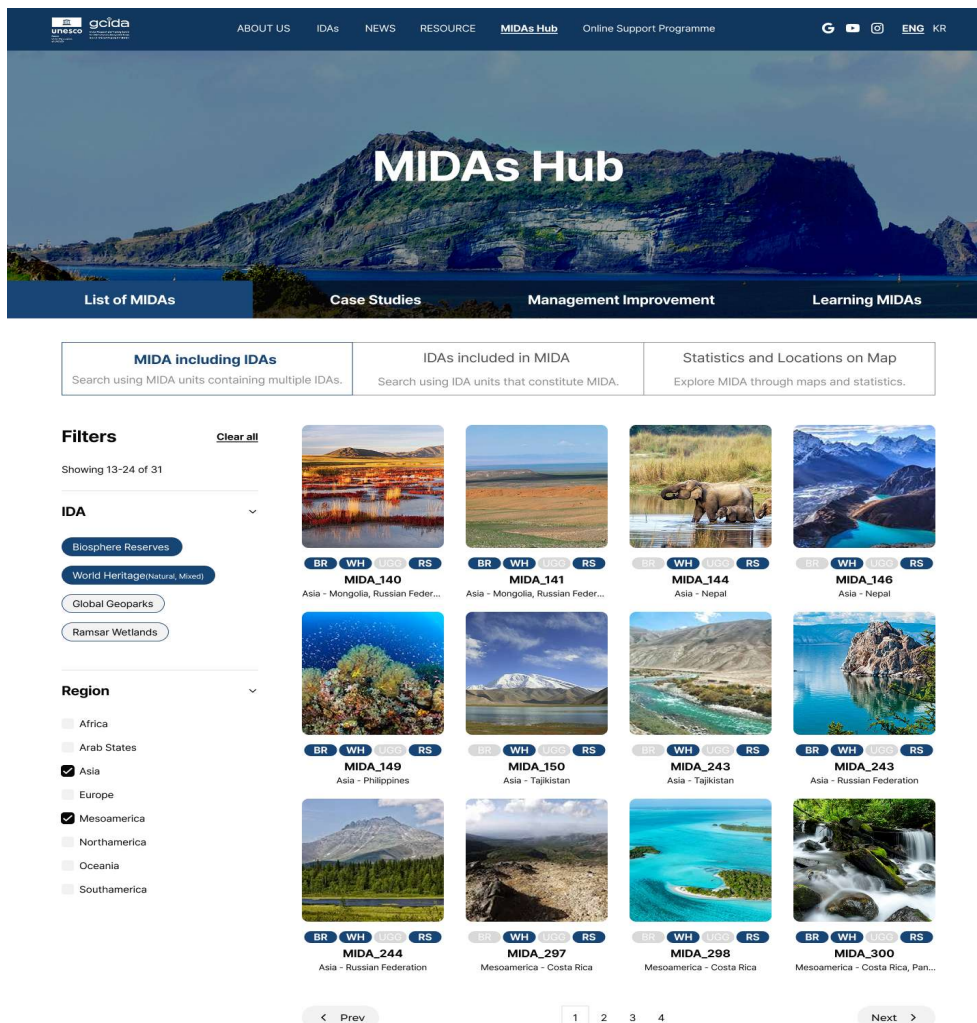 unesco
gcida
ABOUT US IDAs NEWS RESOURCE MIDAs Hub Online Support Programme G ENG KR
MIDAs Hub
List of MIDAs Case Studies Management Improvement Learning MIDAs
MIDA including IDAs
Search using MIDA units containing multiple IDAs.
IDAs included in MIDA
Search using IDA units that constitute MIDA.
Statistics and Locations on Map
Explore MIDA through maps and statistics.
Filters Clear all
Showing 13-24 of 31
IDA
Biosphere Reserves
World Heritage(Natural, Mixed)
Global Geoparks
Ramsar Wetlands
Region
Africa
Arab States
Asia
Europe
Mesoamerica
Northamerica
Oceania
Southamerica
BR WH UGG RS
MIDA_140
Asia - Mongolia, Russian Feder...
BR WH UGG RS
MIDA_141
Asia - Mongolia, Russian Feder...
BR WH UGG RS
MIDA_144
Asia - Nepal
BR WH UGG RS
MIDA_146
Asia - Nepal
BR WH UGG RS
MIDA_149
Asia - Philippines
BR WH UGG RS
MIDA_150
Asia - Tajikistan
BR WH UGG RS
MIDA_243
Asia - Tajikistan
BR WH UGG RS
MIDA_243
Asia - Russian Federation
BR WH UGG RS
MIDA_244
Asia - Russian Federation
BR WH UGG RS
MIDA_297
Mesoamerica - Costa Rica
BR WH UGG RS
MIDA_298
Mesoamerica - Costa Rica
BR WH UGG RS
MIDA_300
Mesoamerica - Costa Rica, Pan...
< Prev 1 2 3 4 Next >